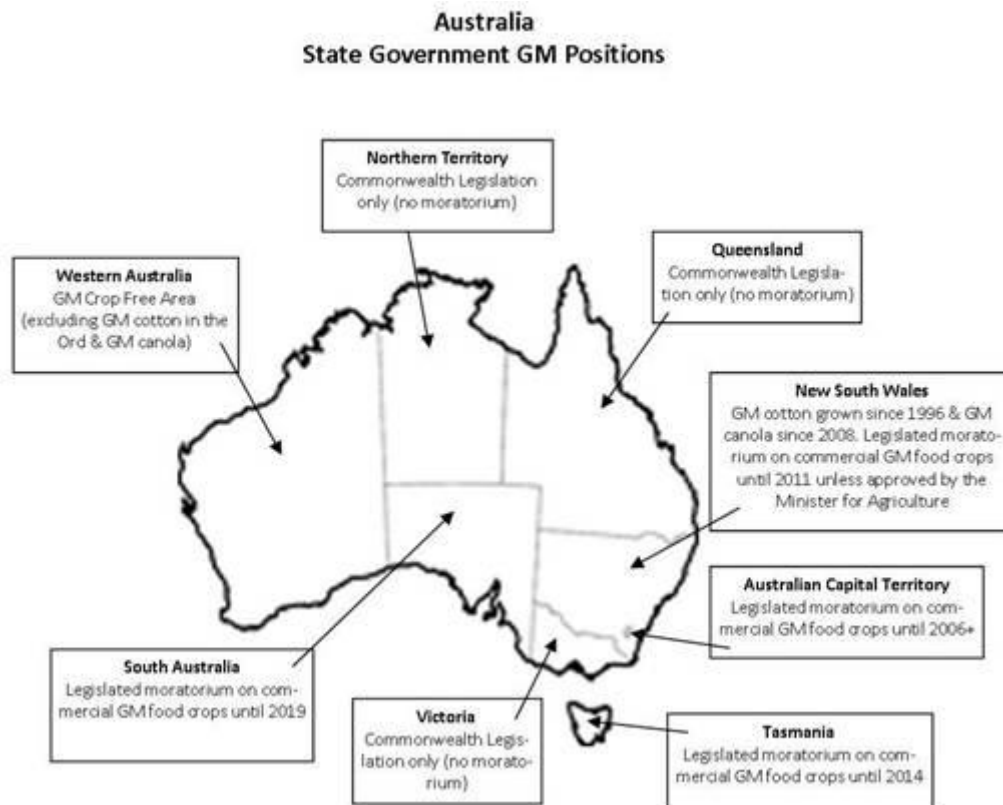 Australia
State Government GM Positions
Northern Territory
Commonwealth Legislation
only (no moratorium)
Queensland
Commonwealth Legisla-
tion only (no moratorium)
Western Australia
GM Crop Free Area
(excluding GM cotton in the
Ord & GM canola)
New South Wales
GM cotton grown since 1996 & GM
canola since 2008. Legislated morato-
rium on commercial GM food crops
until 2011 unless approved by the
Minister for Agriculture
Australian Capital Territory
Legislated moratorium on com-
mercial GM food crops until 2006+
South Australia
Legislated moratorium on com-
mercial GM food crops until 2019
Victoria
Commonwealth Legis-
lation only (no morato-
rium)
Tasmania
Legislated moratorium on com-
mercial GM food crops until 2014